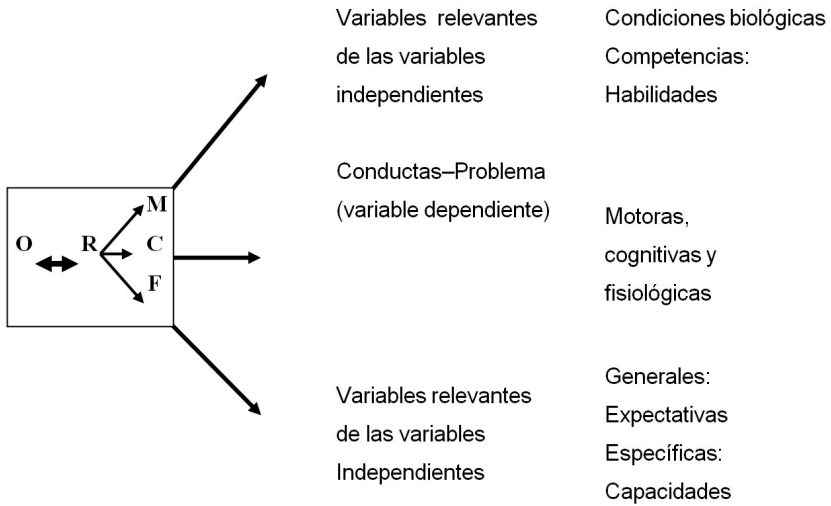 Variables relevantes
de las variables
independientes
Condiciones biológicas
Competencias:
Habilidades
O
R
M
C
F
Conductas–Problema
(variable dependiente)
Motoras,
cognitivas y
fisiológicas
Variables relevantes
de las variables
Independientes
Generales:
Expectativas
Específicas:
Capacidades